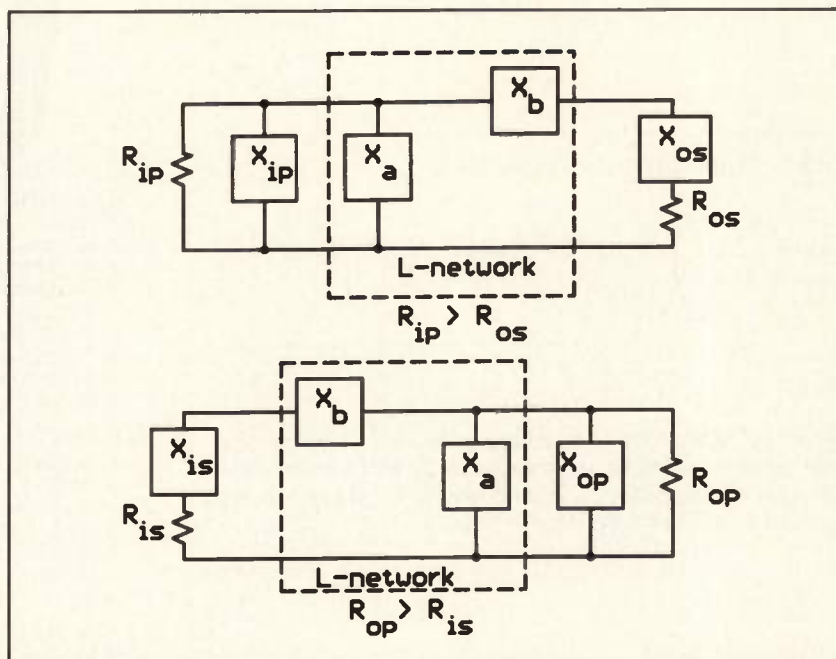 R_ip
X_ip
X_a
X_b
X_os
R_os
L-network
R_ip > R_os
X_is
R_is
X_b
X_a
X_op
R_op
L-network
R_op > R_is